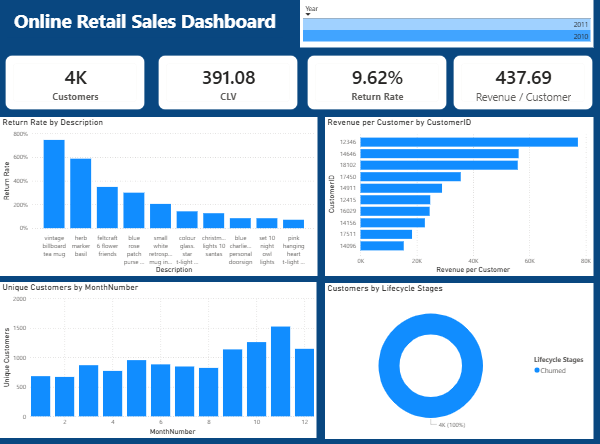 Online Retail Sales Dashboard
Year
2011
2010
4K
Customers
391.08
CLV
9.62%
Return Rate
437.69
Revenue / Customer
Return Rate by Description
Return Rate
800%
600%
400%
200%
0%
vintage billboard tea mug
herb marker basil
feltcraft 6 flower friends
blue rose patch purse ...
small white retrosp... mug in...
colour glass. star t-light ...
christm... lights 10 santas
blue charlie... personal doorsign
set 10 night owl lights
pink hanging heart t-light ...
Description
Revenue per Customer by CustomerID
CustomerID
12346
14646
18102
17450
14911
12415
16029
14156
17511
14096
0K
20K
40K
60K
80K
Revenue per Customer
Unique Customers by MonthNumber
Unique Customers
2000
1500
1000
500
0
2
4
6
8
10
12
MonthNumber
Customers by Lifecycle Stages
4K (100%)
Lifecycle Stages
Churned